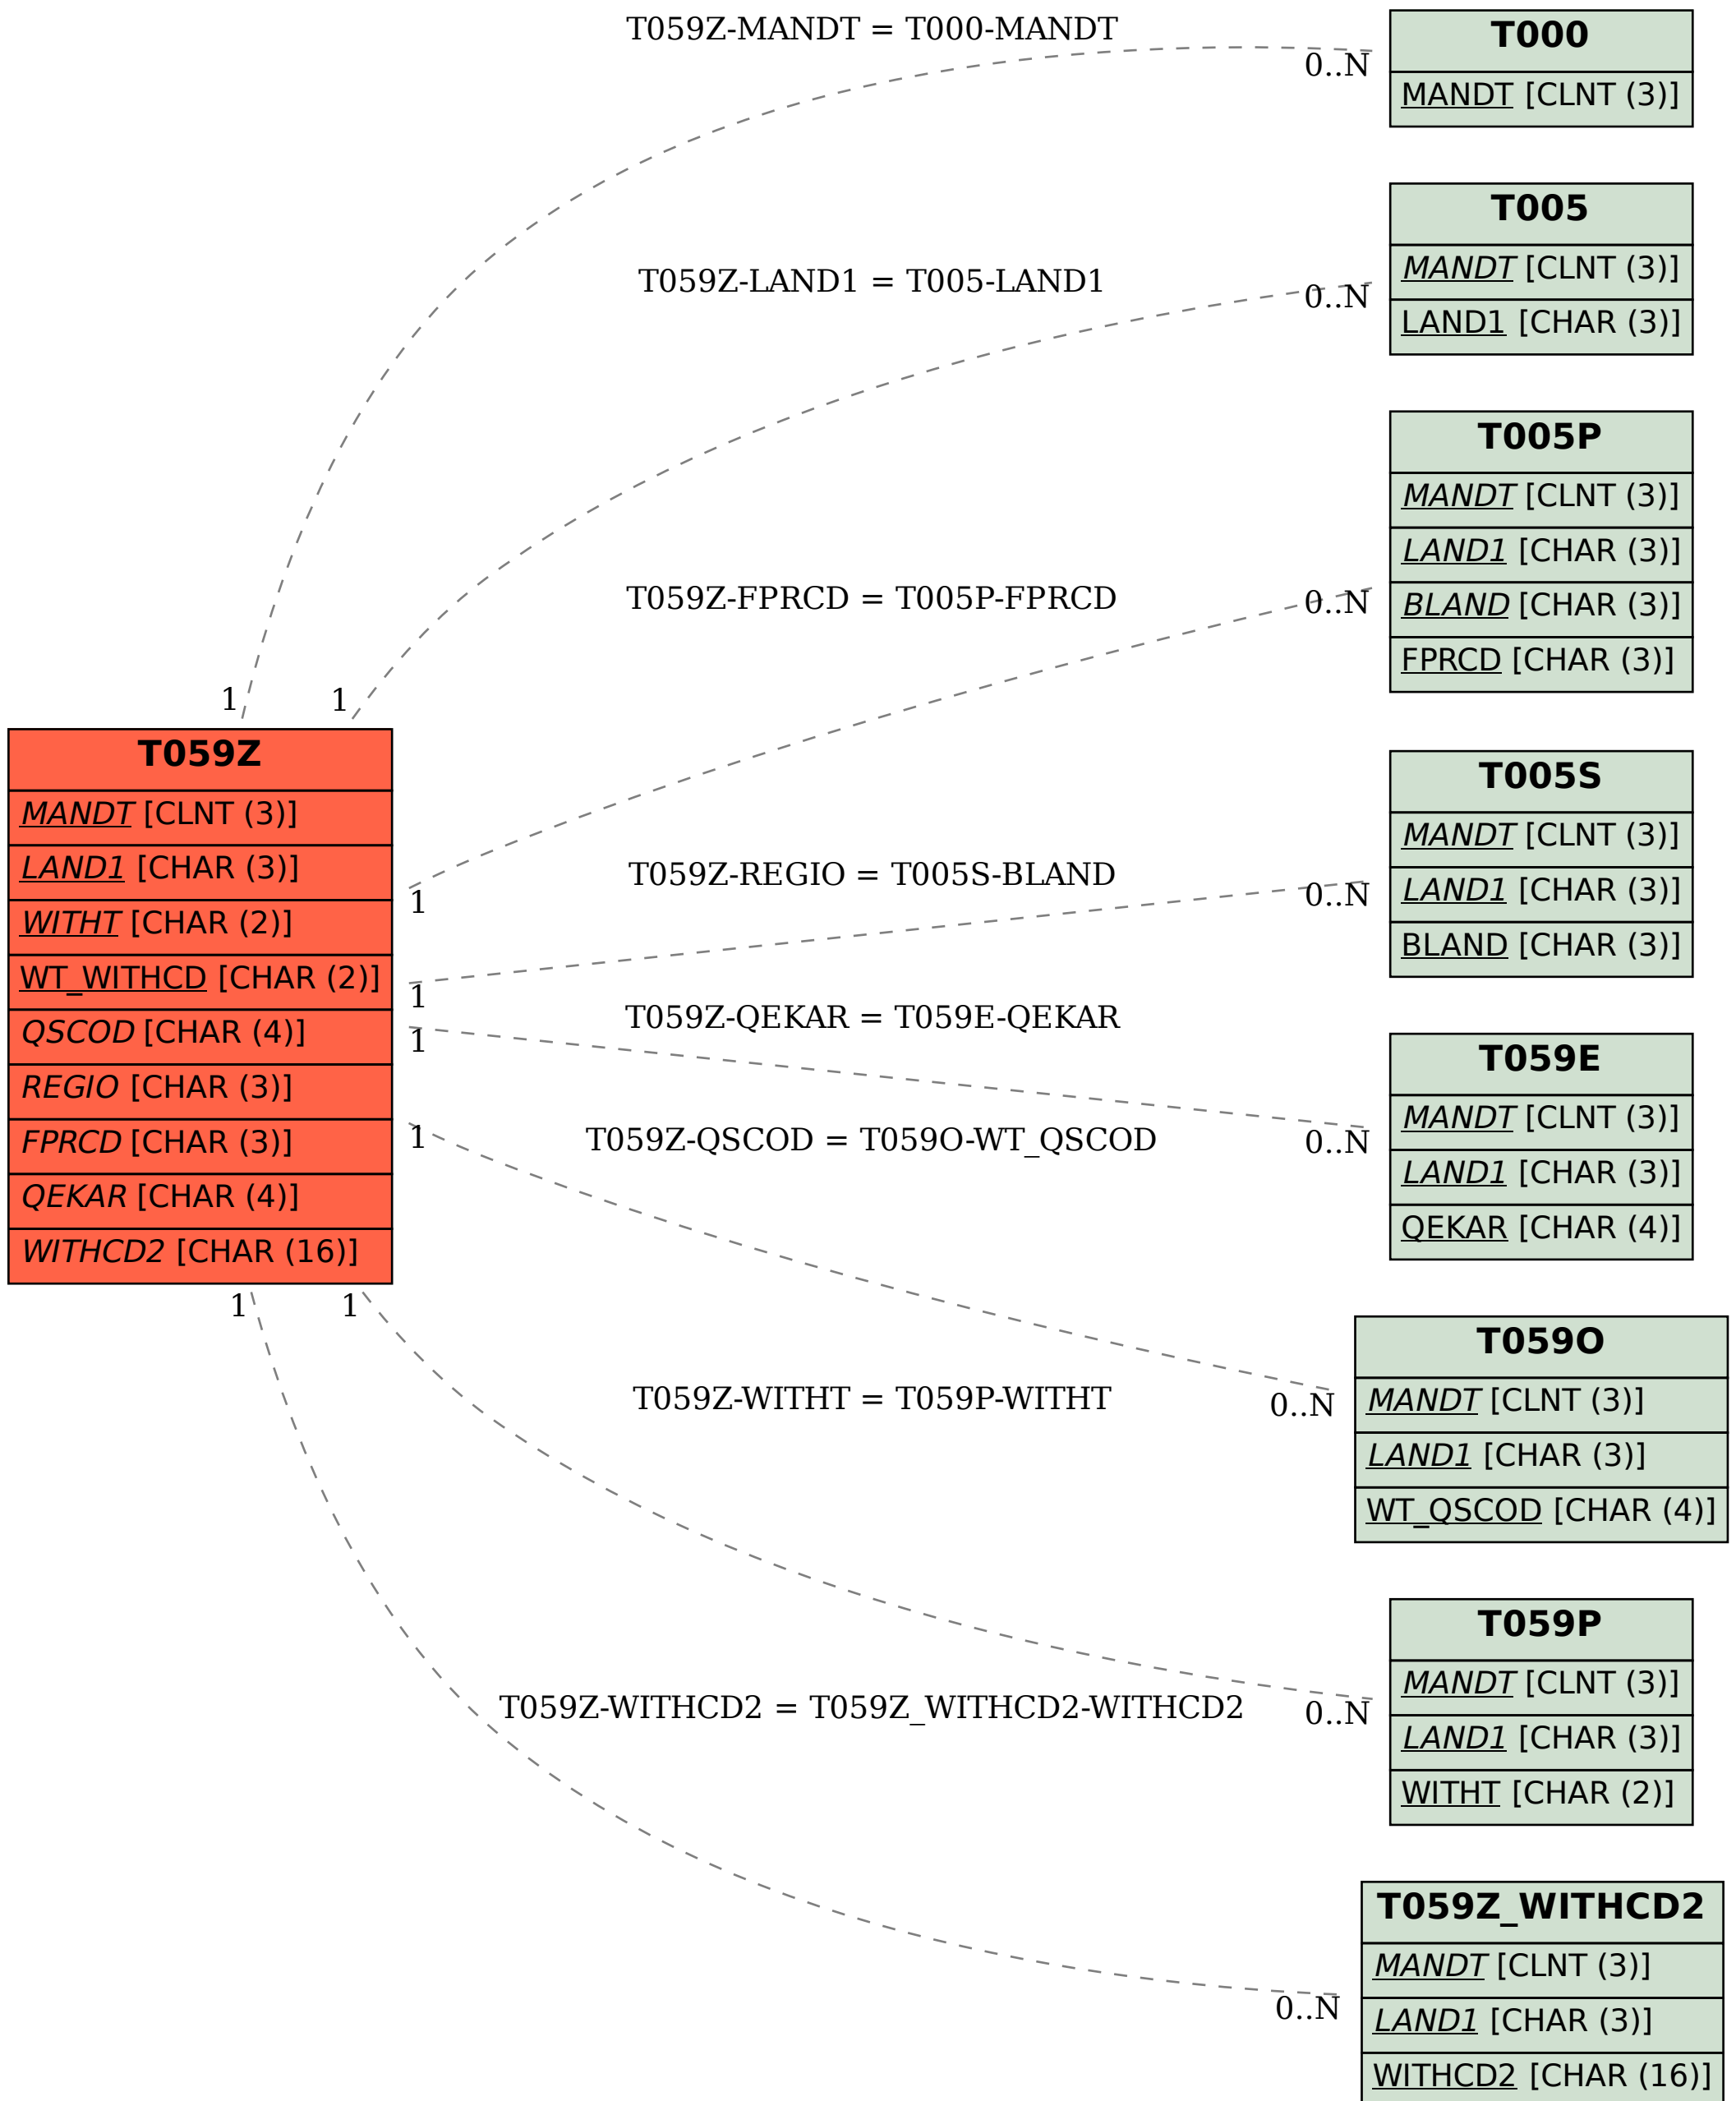 T059Z-MANDT = T000-MANDT
0..N
1
T000
MANDT [CLNT (3)]
T059Z-LAND1 = T005-LAND1
0..N
1
T005
MANDT [CLNT (3)]
LAND1 [CHAR (3)]
T059Z-FPRCD = T005P-FPRCD
0..N
1
T005P
MANDT [CLNT (3)]
LAND1 [CHAR (3)]
BLAND [CHAR (3)]
FPRCD [CHAR (3)]
T059Z
MANDT [CLNT (3)]
LAND1 [CHAR (3)]
WITHT [CHAR (2)]
WT_WITHCD [CHAR (2)]
QSCOD [CHAR (4)]
REGIO [CHAR (3)]
FPRCD [CHAR (3)]
QEKAR [CHAR (4)]
WITHCD2 [CHAR (16)]
T059Z-REGIO = T005S-BLAND
0..N
1
T005S
MANDT [CLNT (3)]
LAND1 [CHAR (3)]
BLAND [CHAR (3)]
T059Z-QEKAR = T059E-QEKAR
0..N
1
T059E
MANDT [CLNT (3)]
LAND1 [CHAR (3)]
QEKAR [CHAR (4)]
T059Z-QSCOD = T059O-WT_QSCOD
0..N
1
T059O
MANDT [CLNT (3)]
LAND1 [CHAR (3)]
WT_QSCOD [CHAR (4)]
T059Z-WITHT = T059P-WITHT
0..N
1
T059P
MANDT [CLNT (3)]
LAND1 [CHAR (3)]
WITHT [CHAR (2)]
T059Z-WITHCD2 = T059Z_WITHCD2-WITHCD2
0..N
1
T059Z_WITHCD2
MANDT [CLNT (3)]
LAND1 [CHAR (3)]
WITHCD2 [CHAR (16)]